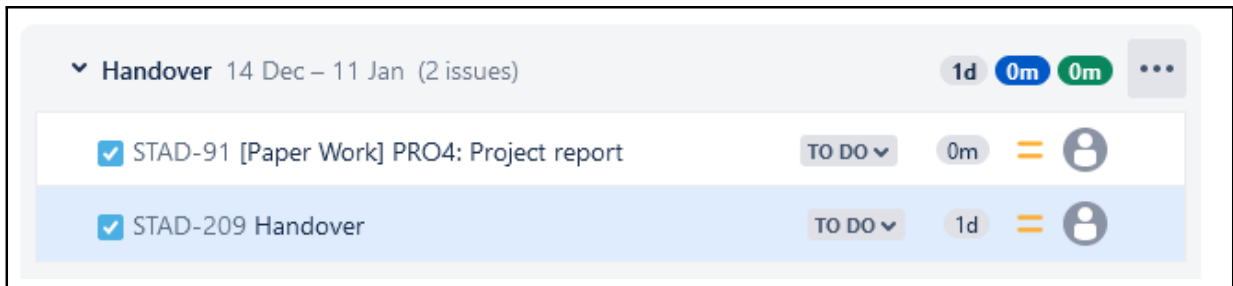 Handover 14 Dec – 11 Jan (2 issues) 1d 0m 0m
STAD-91 [Paper Work] PRO4: Project report TO DO 0m
STAD-209 Handover TO DO 1d